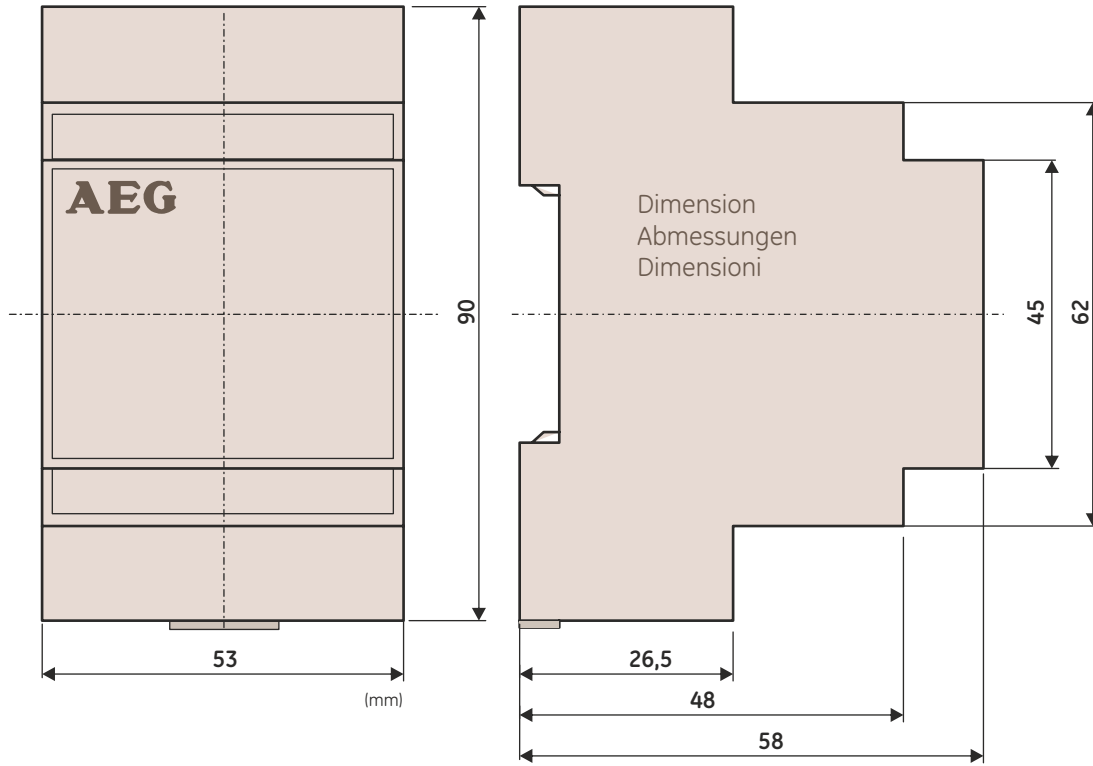 AEG
90
53
(mm)
Dimension
Abmessungen
Dimensioni
45
62
26,5
48
58